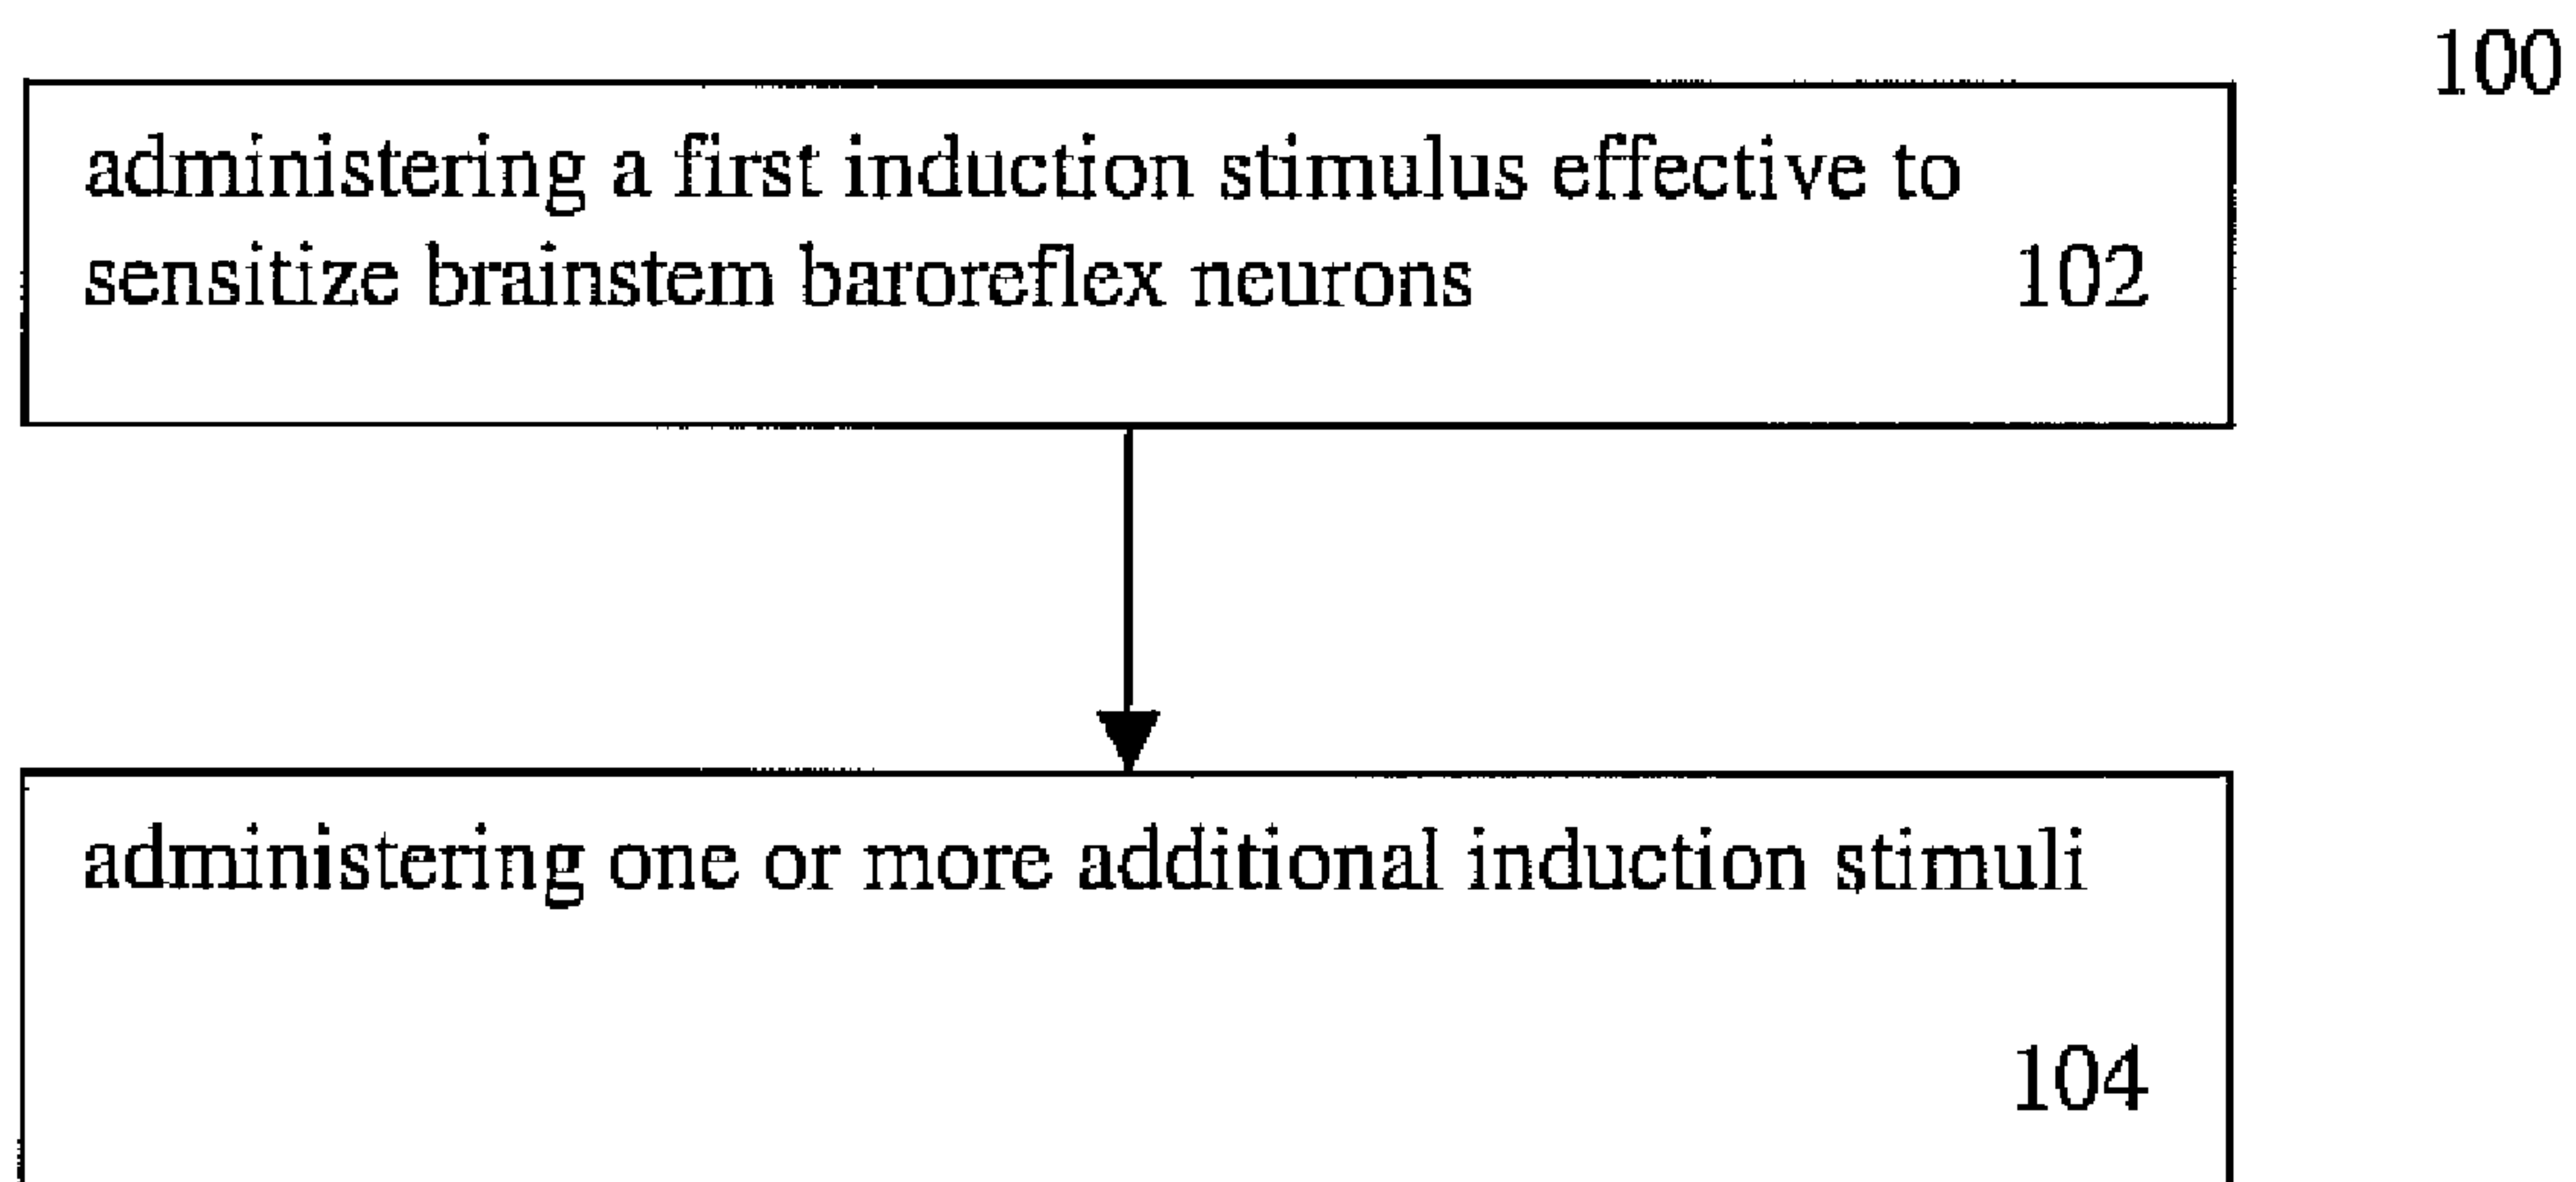 100
administering a first induction stimulus effective to
sensitize brainstem baroreflex neurons 102
administering one or more additional induction stimuli
104